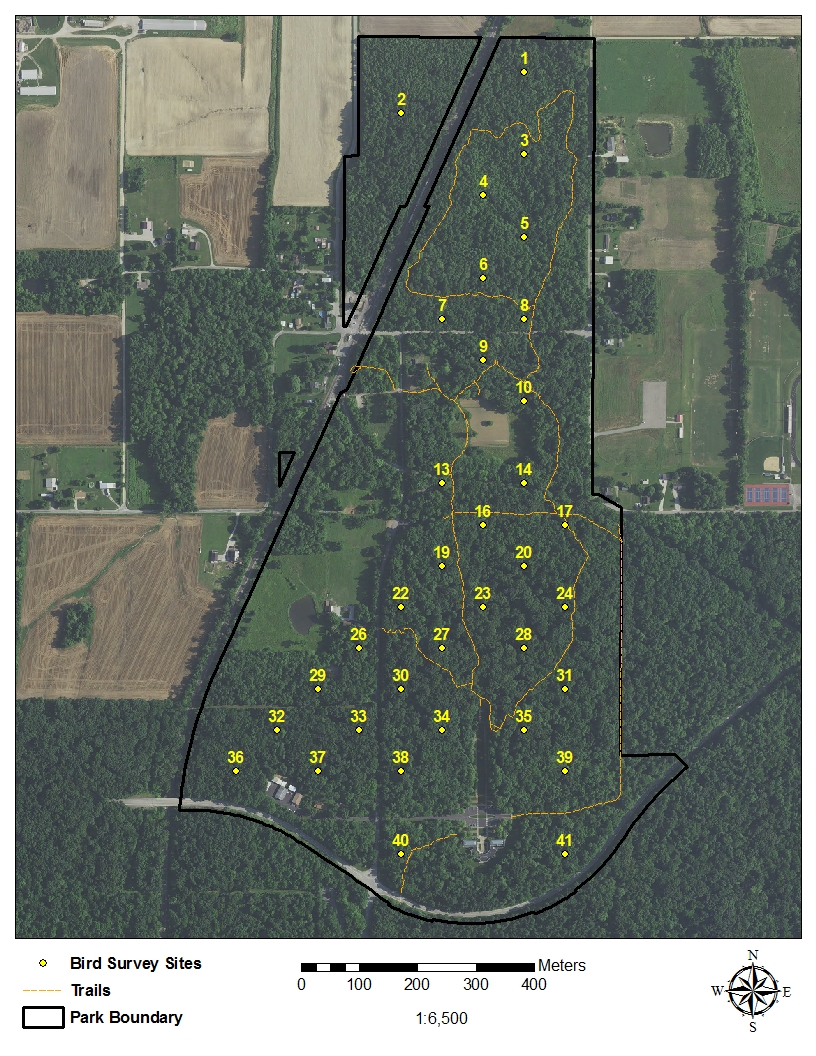 1
2
3
4
5
6
7 8
9
10
13 14
16 17
19 20
22 23 24
26 27 28
29 30 31
32 33 34 35
36 37 38 39
40 41
Bird Survey Sites
Trails
Park Boundary
Meters
0 100 200 300 400
1:6,500
N
W E
S